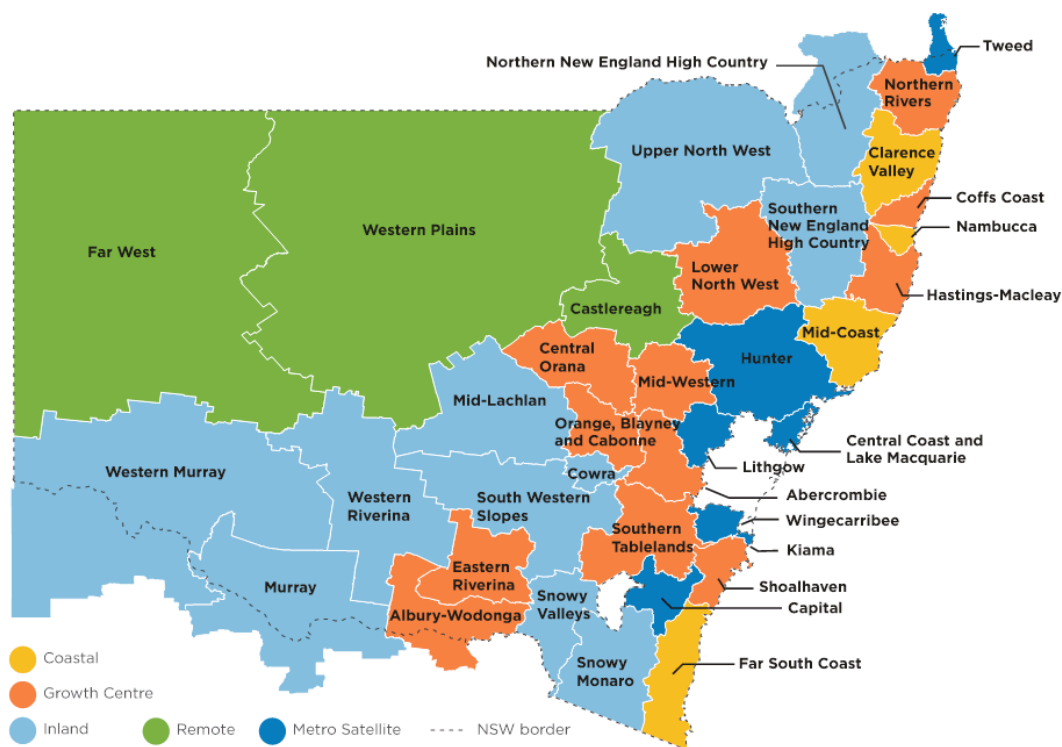 Tweed
Northern New England High Country
Northern
Rivers
Upper North West
Clarence
Valley
Coffs Coast
Nambucca
Southern
New England
High Country
Western Plains
Far West
Lower
North West
Hastings-Macleay
Castlereagh
Mid-Coast
Central
Orana
Hunter
Mid-Western
Mid-Lachlan
Orange, Blayney
and Cabonne
Central Coast and
Lake Macquarie
Lithgow
Cowra
Western Murray
Abercrombie
Western
Riverina
South Western
Slopes
Wingecarribee
Southern
Tablelands
Kiama
Eastern
Riverina
Murray
Shoalhaven
Snowy
Valleys
Capital
Albury-Wodonga
Snowy
Monaro
Far South Coast
Coastal
Growth Centre
Inland
Remote
Metro Satellite
NSW border